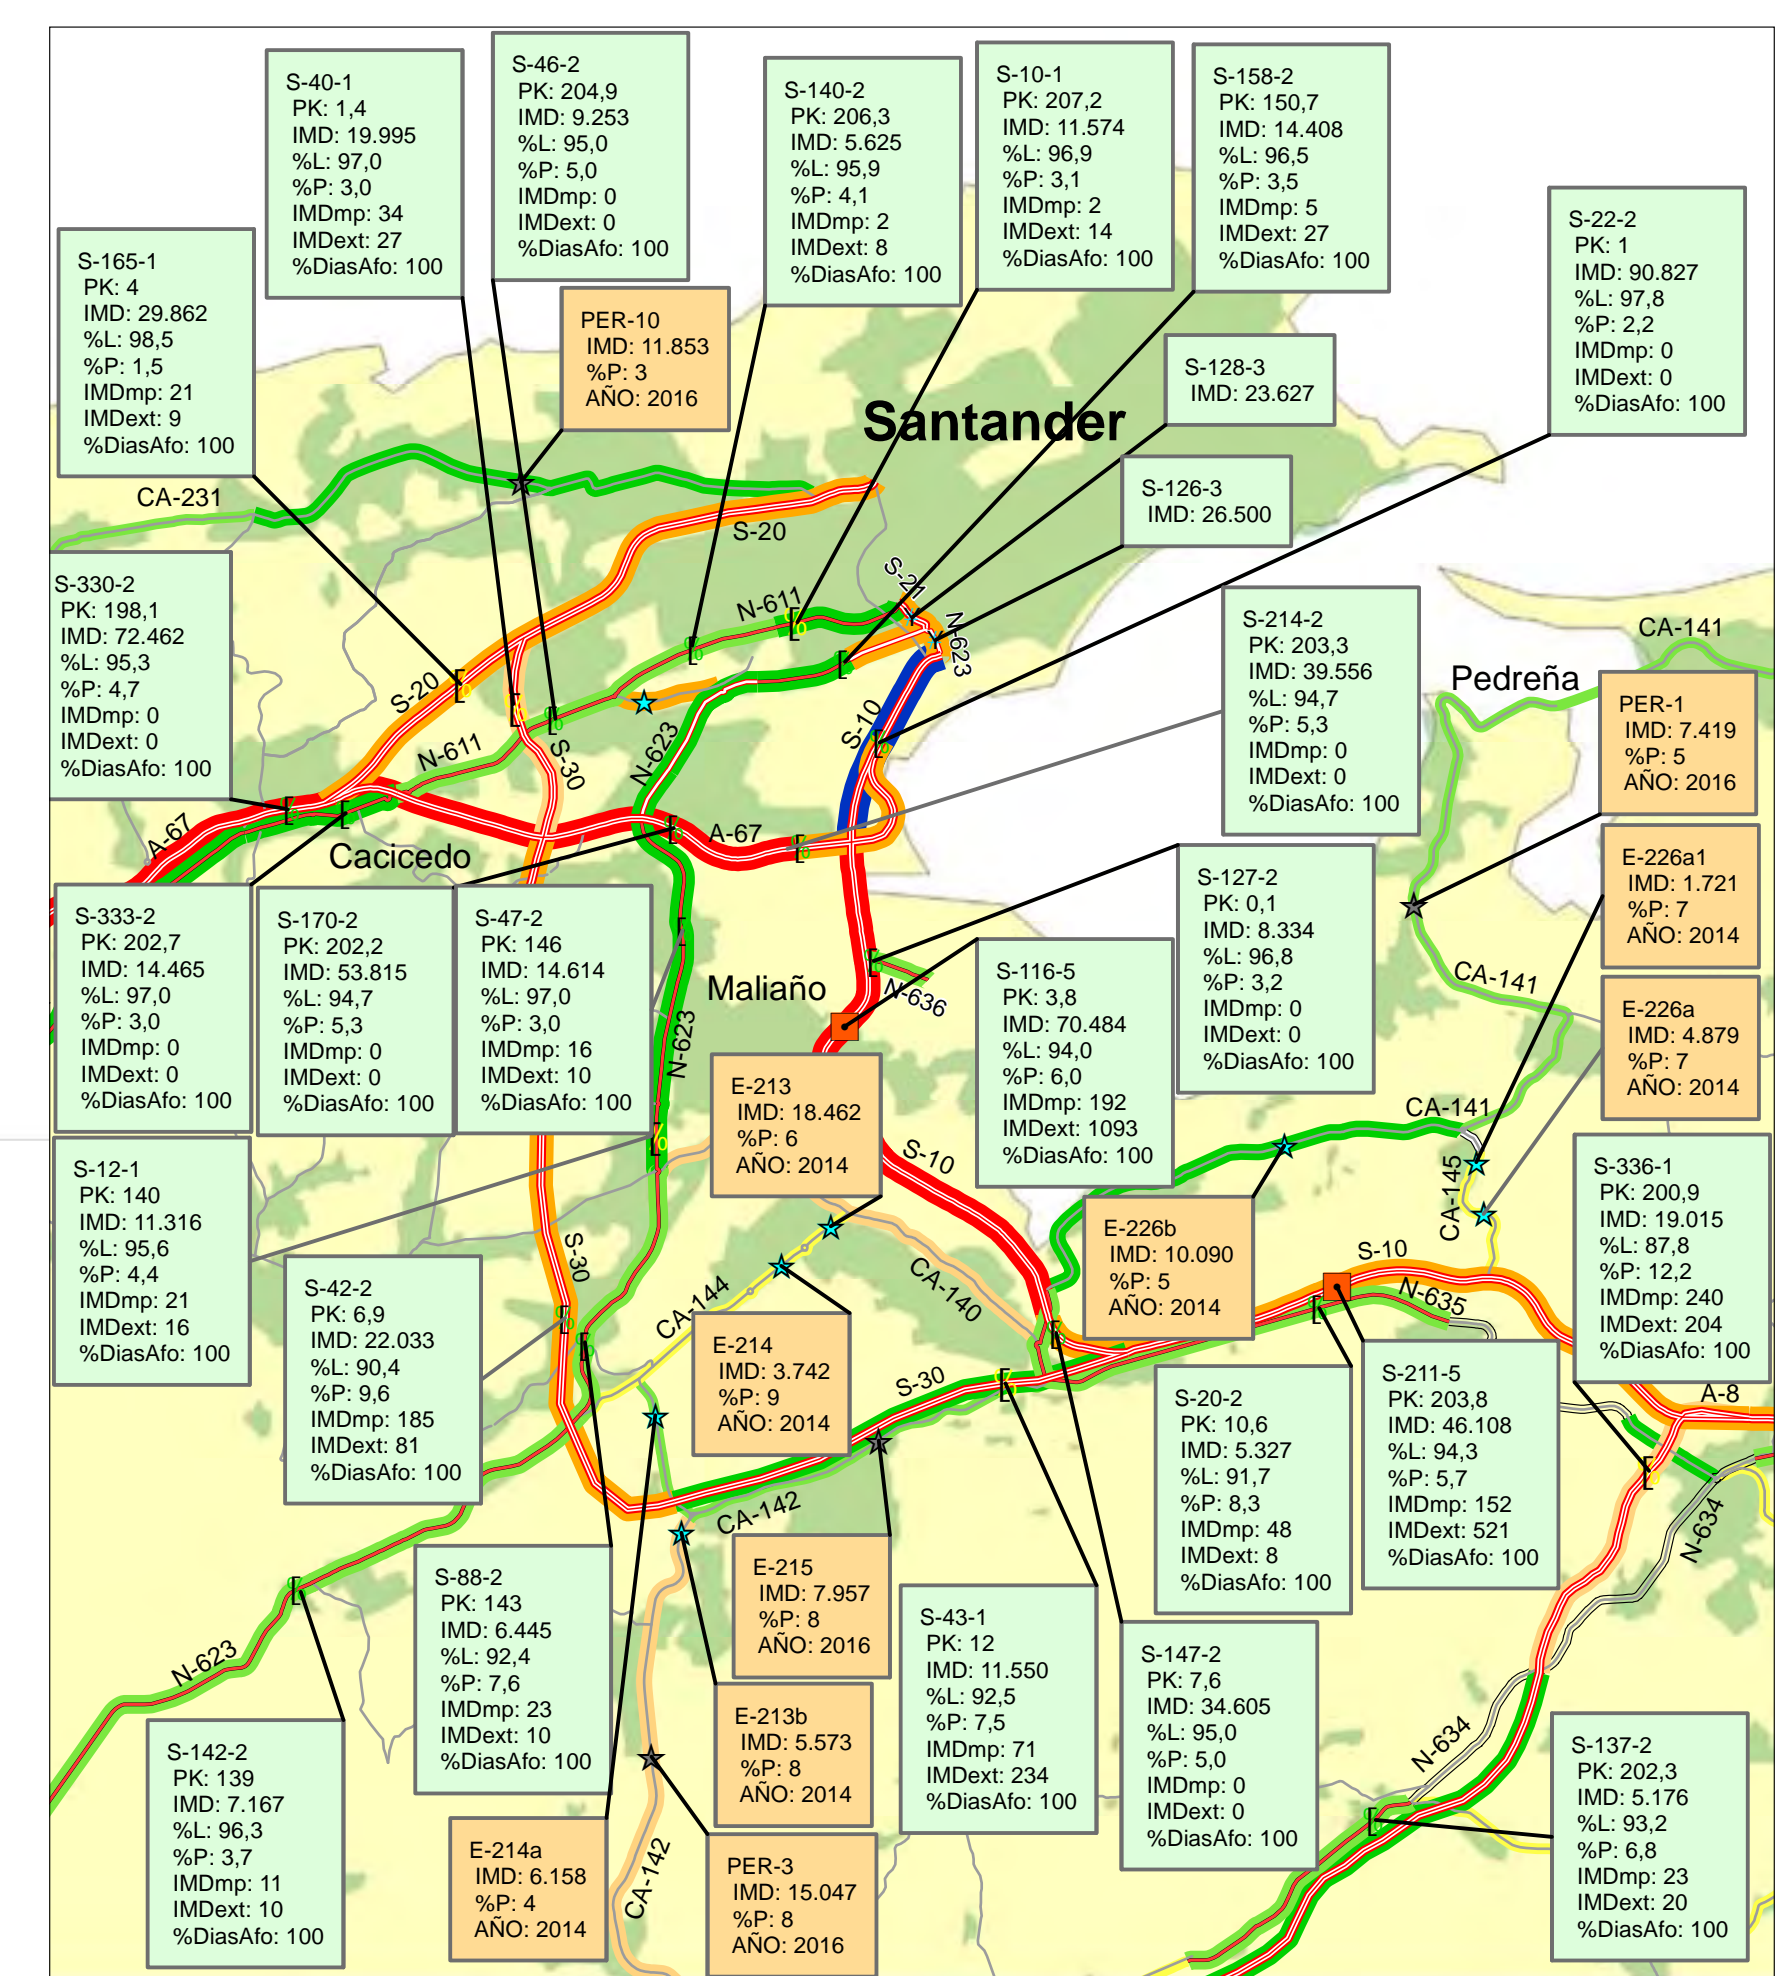 S-40-1
PK: 1,4
IMD: 19.995
%L: 97,0
%P: 3,0
IMDmp: 34
IMDext: 27
%DiasAfo: 100
S-46-2
PK: 204,9
IMD: 9.253
%L: 95,0
%P: 5,0
IMDmp: 0
IMDext: 0
%DiasAfo: 100
S-140-2
PK: 206,3
IMD: 5.625
%L: 95,9
%P: 4,1
IMDmp: 2
IMDext: 8
%DiasAfo: 100
S-10-1
PK: 207,2
IMD: 11.574
%L: 96,9
%P: 3,1
IMDmp: 2
IMDext: 14
%DiasAfo: 100
S-158-2
PK: 150,7
IMD: 14.408
%L: 96,5
%P: 3,5
IMDmp: 5
IMDext: 27
%DiasAfo: 100
S-22-2
PK: 1
IMD: 90.827
%L: 97,8
%P: 2,2
IMDmp: 0
IMDext: 0
%DiasAfo: 100
S-165-1
PK: 4
IMD: 29.862
%L: 98,5
%P: 1,5
IMDmp: 21
IMDext: 9
%DiasAfo: 100
PER-10
IMD: 11.853
%P: 3
AÑO: 2016
S-128-3
IMD: 23.627
Santander
S-126-3
IMD: 26.500
CA-231
S-20
S-21
N-611
N-623
S-330-2
PK: 198,1
IMD: 72.462
%L: 95,3
%P: 4,7
IMDmp: 0
IMDext: 0
%DiasAfo: 100
S-214-2
PK: 203,3
IMD: 39.556
%L: 94,7
%P: 5,3
IMDmp: 0
IMDext: 0
%DiasAfo: 100
CA-141
Pedreña
PER-1
IMD: 7.419
%P: 5
AÑO: 2016
S-20
N-611
S-30
N-623
S-10
A-67
A-67
Cacicedo
E-226a1
IMD: 1.721
%P: 7
AÑO: 2014
S-333-2
PK: 202,7
IMD: 14.465
%L: 97,0
%P: 3,0
IMDmp: 0
IMDext: 0
%DiasAfo: 100
S-170-2
PK: 202,2
IMD: 53.815
%L: 94,7
%P: 5,3
IMDmp: 0
IMDext: 0
%DiasAfo: 100
S-47-2
PK: 146
IMD: 14.614
%L: 97,0
%P: 3,0
IMDmp: 16
IMDext: 10
%DiasAfo: 100
Maliaño
N-636
N-623
S-127-2
PK: 0,1
IMD: 8.334
%L: 96,8
%P: 3,2
IMDmp: 0
IMDext: 0
%DiasAfo: 100
S-116-5
PK: 3,8
IMD: 70.484
%L: 94,0
%P: 6,0
IMDmp: 192
IMDext: 1093
%DiasAfo: 100
CA-141
E-226a
IMD: 4.879
%P: 7
AÑO: 2014
E-213
IMD: 18.462
%P: 6
AÑO: 2014
CA-141
S-10
CA-145
S-12-1
PK: 140
IMD: 11.316
%L: 95,6
%P: 4,4
IMDmp: 21
IMDext: 16
%DiasAfo: 100
S-336-1
PK: 200,9
IMD: 19.015
%L: 87,8
%P: 12,2
IMDmp: 240
IMDext: 204
%DiasAfo: 100
E-226b
IMD: 10.090
%P: 5
AÑO: 2014
S-10
N-635
S-30
CA-144
CA-140
S-42-2
PK: 6,9
IMD: 22.033
%L: 90,4
%P: 9,6
IMDmp: 185
IMDext: 81
%DiasAfo: 100
E-214
IMD: 3.742
%P: 9
AÑO: 2014
S-30
S-20-2
PK: 10,6
IMD: 5.327
%L: 91,7
%P: 8,3
IMDmp: 48
IMDext: 8
%DiasAfo: 100
S-211-5
PK: 203,8
IMD: 46.108
%L: 94,3
%P: 5,7
IMDmp: 152
IMDext: 521
%DiasAfo: 100
A-8
CA-142
N-634
S-88-2
PK: 143
IMD: 6.445
%L: 92,4
%P: 7,6
IMDmp: 23
IMDext: 10
%DiasAfo: 100
E-215
IMD: 7.957
%P: 8
AÑO: 2016
S-43-1
PK: 12
IMD: 11.550
%L: 92,5
%P: 7,5
IMDmp: 71
IMDext: 234
%DiasAfo: 100
S-147-2
PK: 7,6
IMD: 34.605
%L: 95,0
%P: 5,0
IMDmp: 0
IMDext: 0
%DiasAfo: 100
N-623
S-142-2
PK: 139
IMD: 7.167
%L: 96,3
%P: 3,7
IMDmp: 11
IMDext: 10
%DiasAfo: 100
E-213b
IMD: 5.573
%P: 8
AÑO: 2014
N-634
S-137-2
PK: 202,3
IMD: 5.176
%L: 93,2
%P: 6,8
IMDmp: 23
IMDext: 20
%DiasAfo: 100
E-214a
IMD: 6.158
%P: 4
AÑO: 2014
CA-142
PER-3
IMD: 15.047
%P: 8
AÑO: 2016